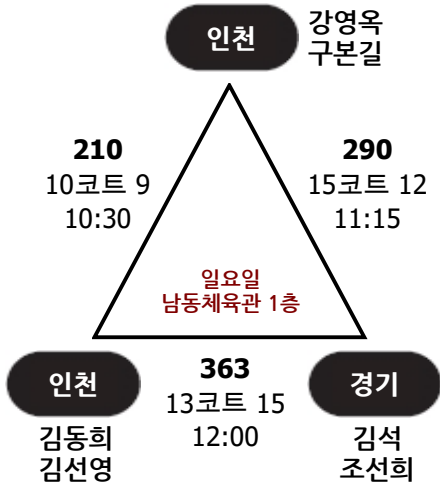 인천
강영옥
구본길
210
10코트 9
10:30
290
15코트 12
11:15
일요일
남동체육관 1층
인천
김동희
김선영
363
13코트 15
12:00
경기
김석
조선희